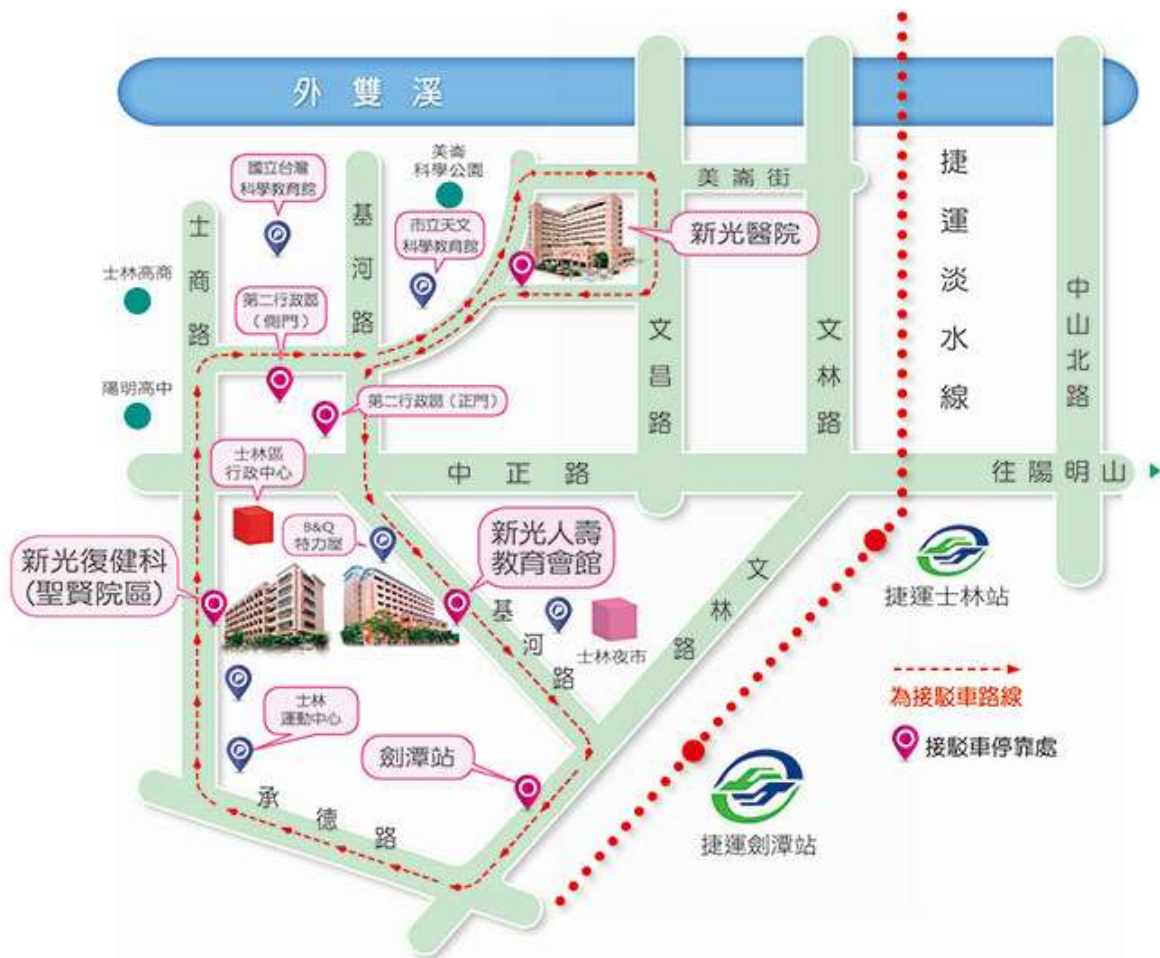 外雙溪
國立台灣
科學教育館
美崙
科學公園
士商路
基河路
市立天文
科學教育館
美崙街
新光醫院
捷運淡水線
中山北路
士林高商
第二行政區
(側門)
文昌路
文林路
陽明高中
第二行政區(正門)
士林區
行政中心
中正路
往陽明山
B&Q
特力屋
新光人壽
教育會館
新光復健科
(聖賢院區)
基河路
士林夜市
文林路
捷運士林站
士林
運動中心
劍潭站
承德路
捷運劍潭站
為接駁車路線
接駁車停靠處